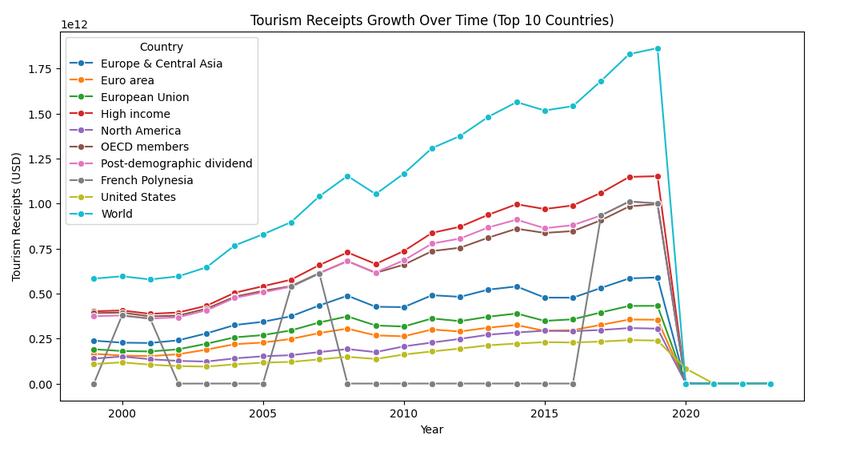 Tourism Receipts Growth Over Time (Top 10 Countries)
1e12
Country
Europe & Central Asia
Euro area
European Union
High income
North America
OECD members
Post-demographic dividend
French Polynesia
United States
World
Tourism Receipts (USD)
1.75
1.50
1.25
1.00
0.75
0.50
0.25
0.00
2000 2005 2010 2015 2020
Year